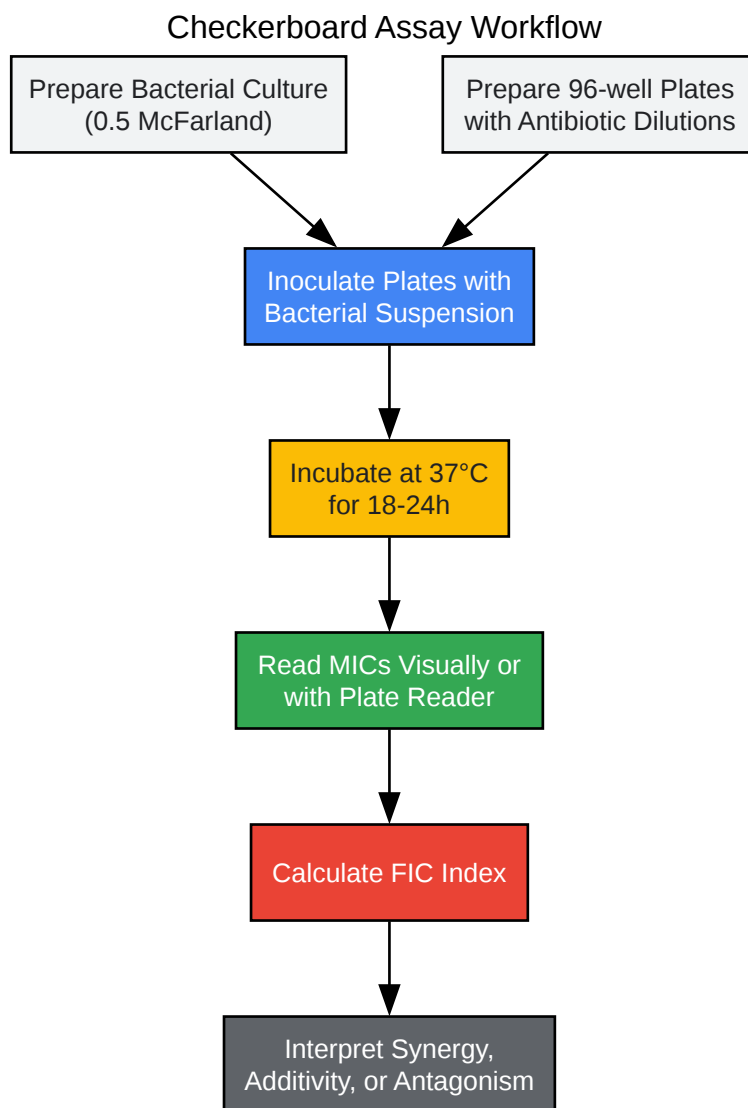 Checkerboard Assay Workflow
Prepare Bacterial Culture
(0.5 McFarland)
Prepare 96-well Plates
with Antibiotic Dilutions
Inoculate Plates with
Bacterial Suspension
Incubate at 37°C
for 18-24h
Read MICs Visually or
with Plate Reader
Calculate FIC Index
Interpret Synergy,
Additivity, or Antagonism